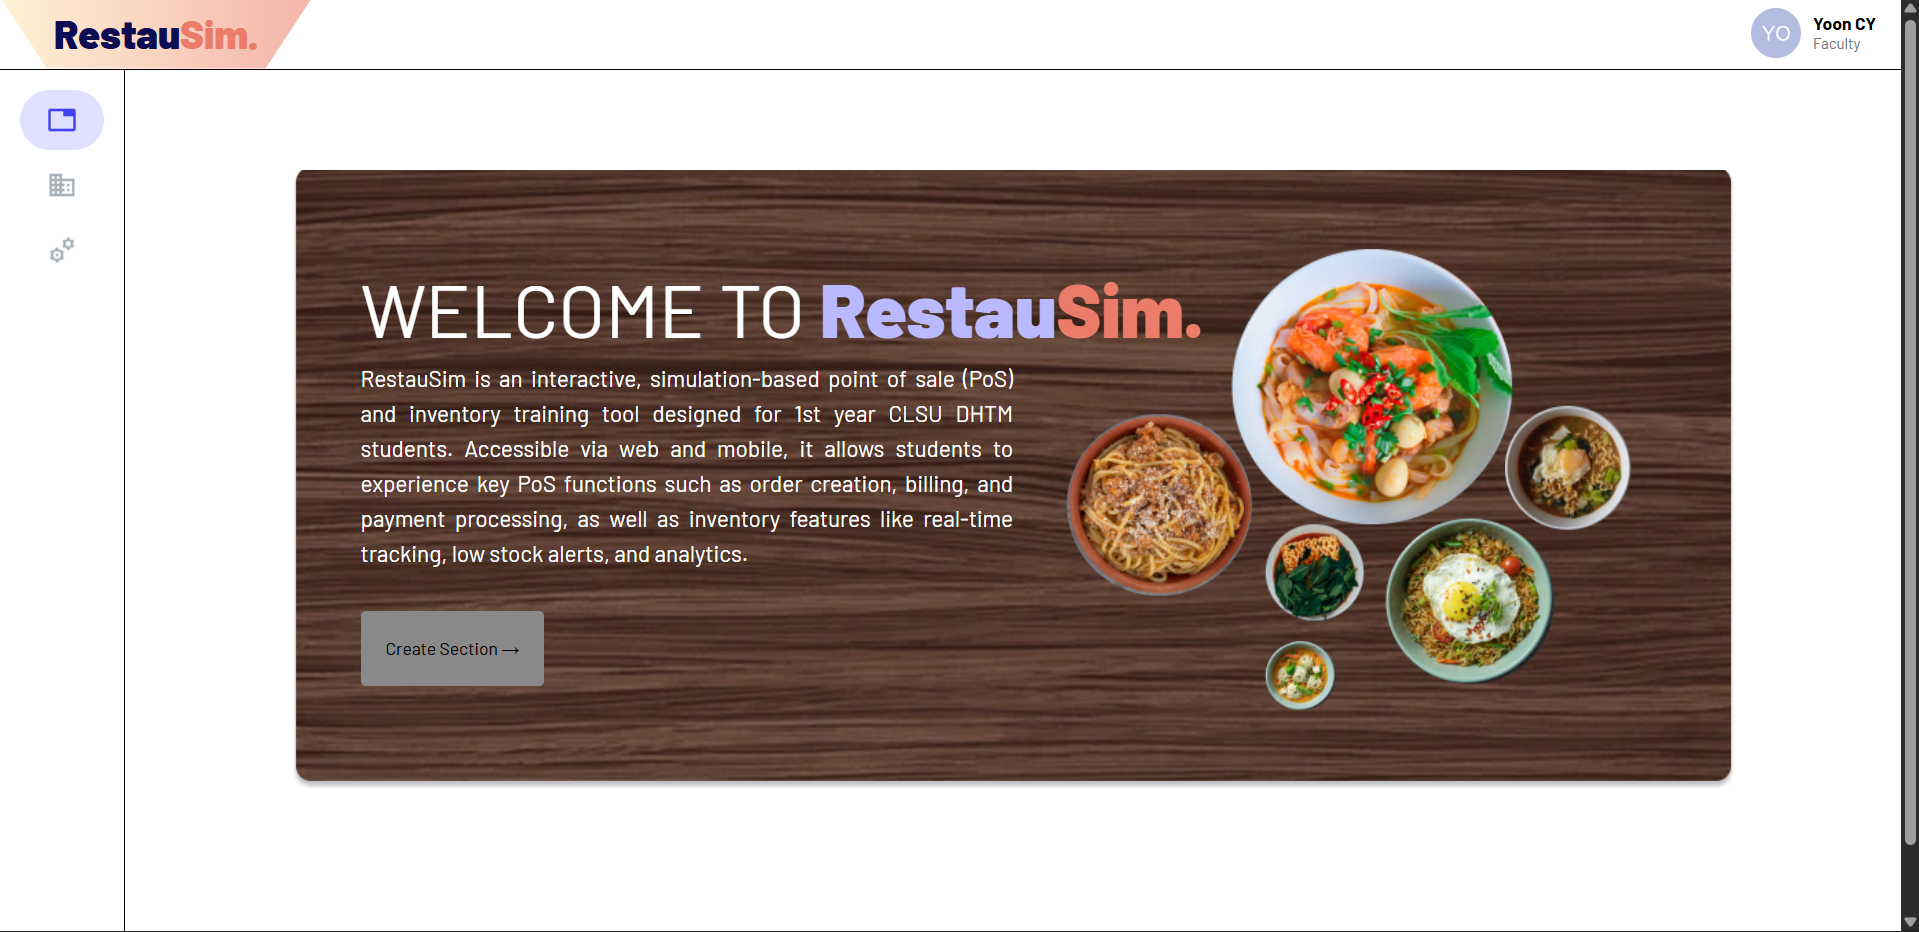 RestauSim.
YO
Yoon CY
Faculty
WELCOME TO RestauSim.
RestauSim is an interactive, simulation-based point of sale (PoS)
and inventory training tool designed for 1st year CLSU DHTM
students. Accessible via web and mobile, it allows students to
experience key PoS functions such as order creation, billing, and
payment processing, as well as inventory features like real-time
tracking, low stock alerts, and analytics.
Create Section →